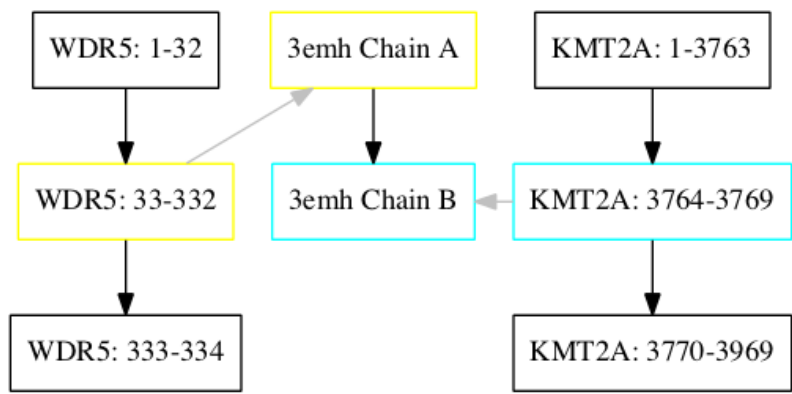 WDR5: 1-32
3emh Chain A
KMT2A: 1-3763
WDR5: 33-332
3emh Chain B
KMT2A: 3764-3769
WDR5: 333-334
KMT2A: 3770-3969